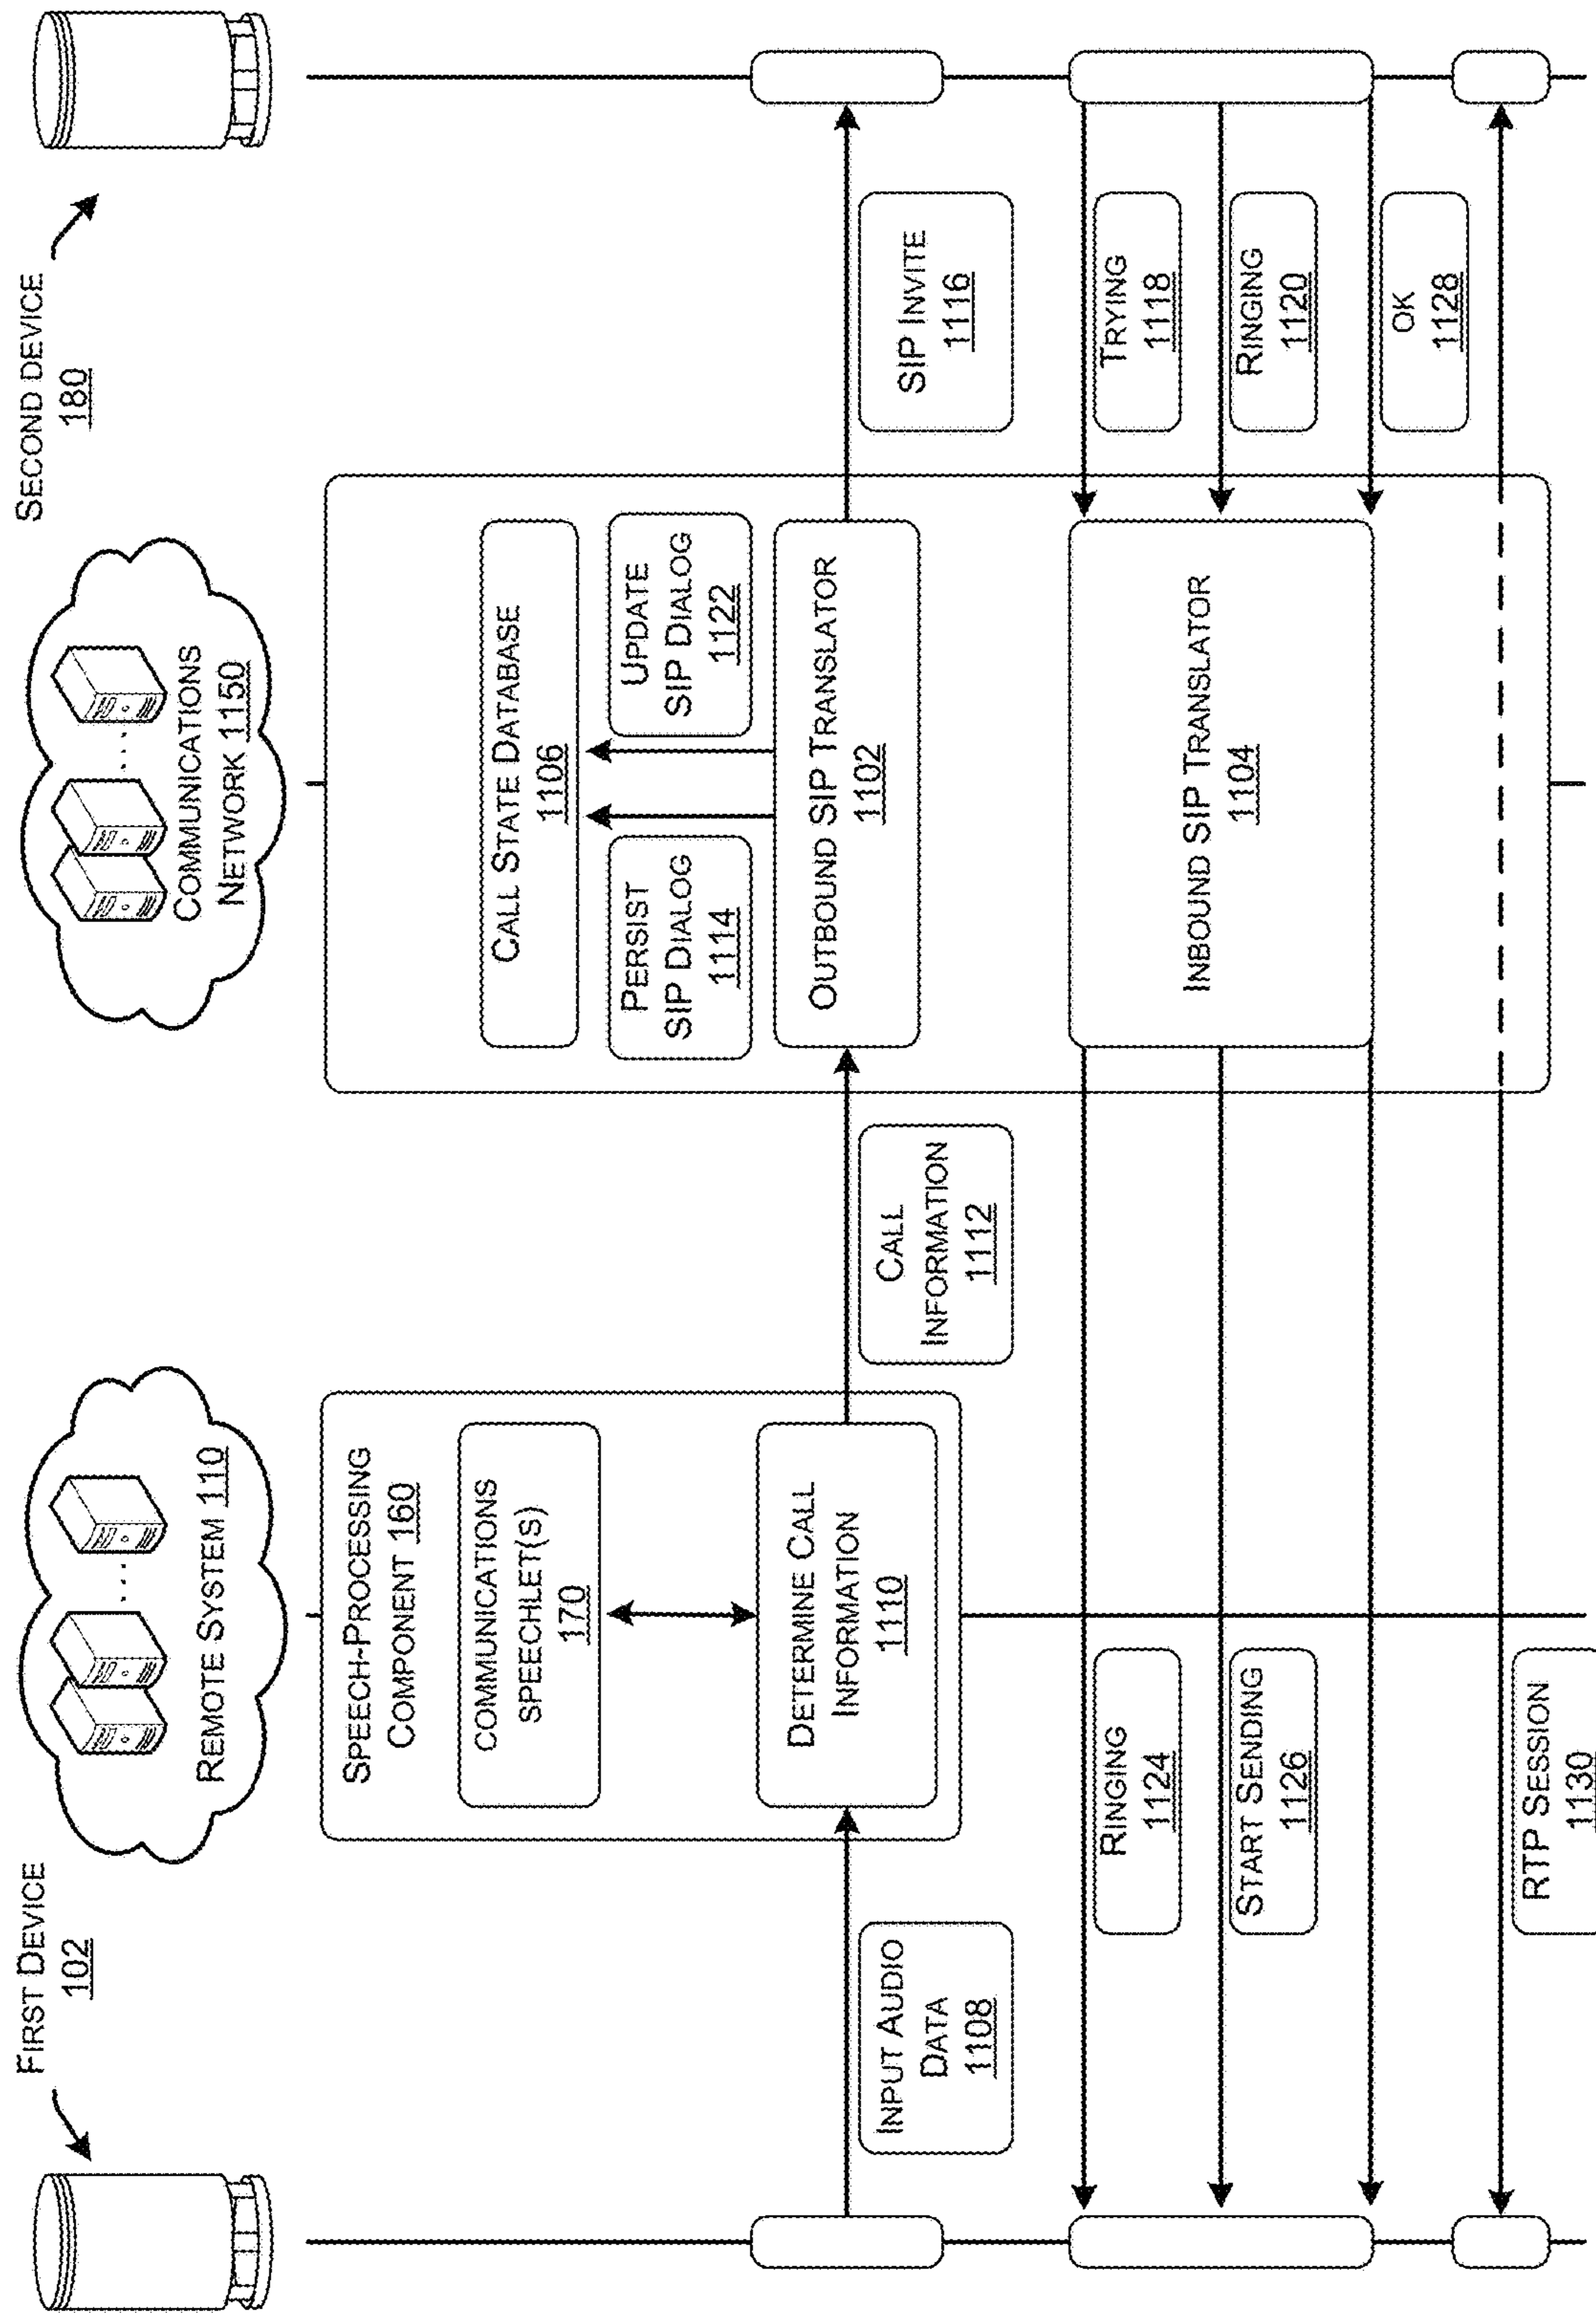 FIRST DEVICE
102
REMOTE SYSTEM 110
COMMUNICATIONS
NETWORK 1150
SECOND DEVICE
180
SPEECH-PROCESSING
COMPONENT 160
COMMUNICATIONS
SPEECHLET(S)
170
DETERMINE CALL
INFORMATION
1110
CALL STATE DATABASE
1106
PERSIST
SIP DIALOG
1114
UPDATE
SIP DIALOG
1122
OUTBOUND SIP TRANSLATOR
1102
INPUT AUDIO
DATA
1108
CALL
INFORMATION
1112
SIP INVITE
1116
INBOUND SIP TRANSLATOR
1104
RINGING
1124
TRYING
1118
START SENDING
1126
RINGING
1120
OK
1128
RTP SESSION
1130